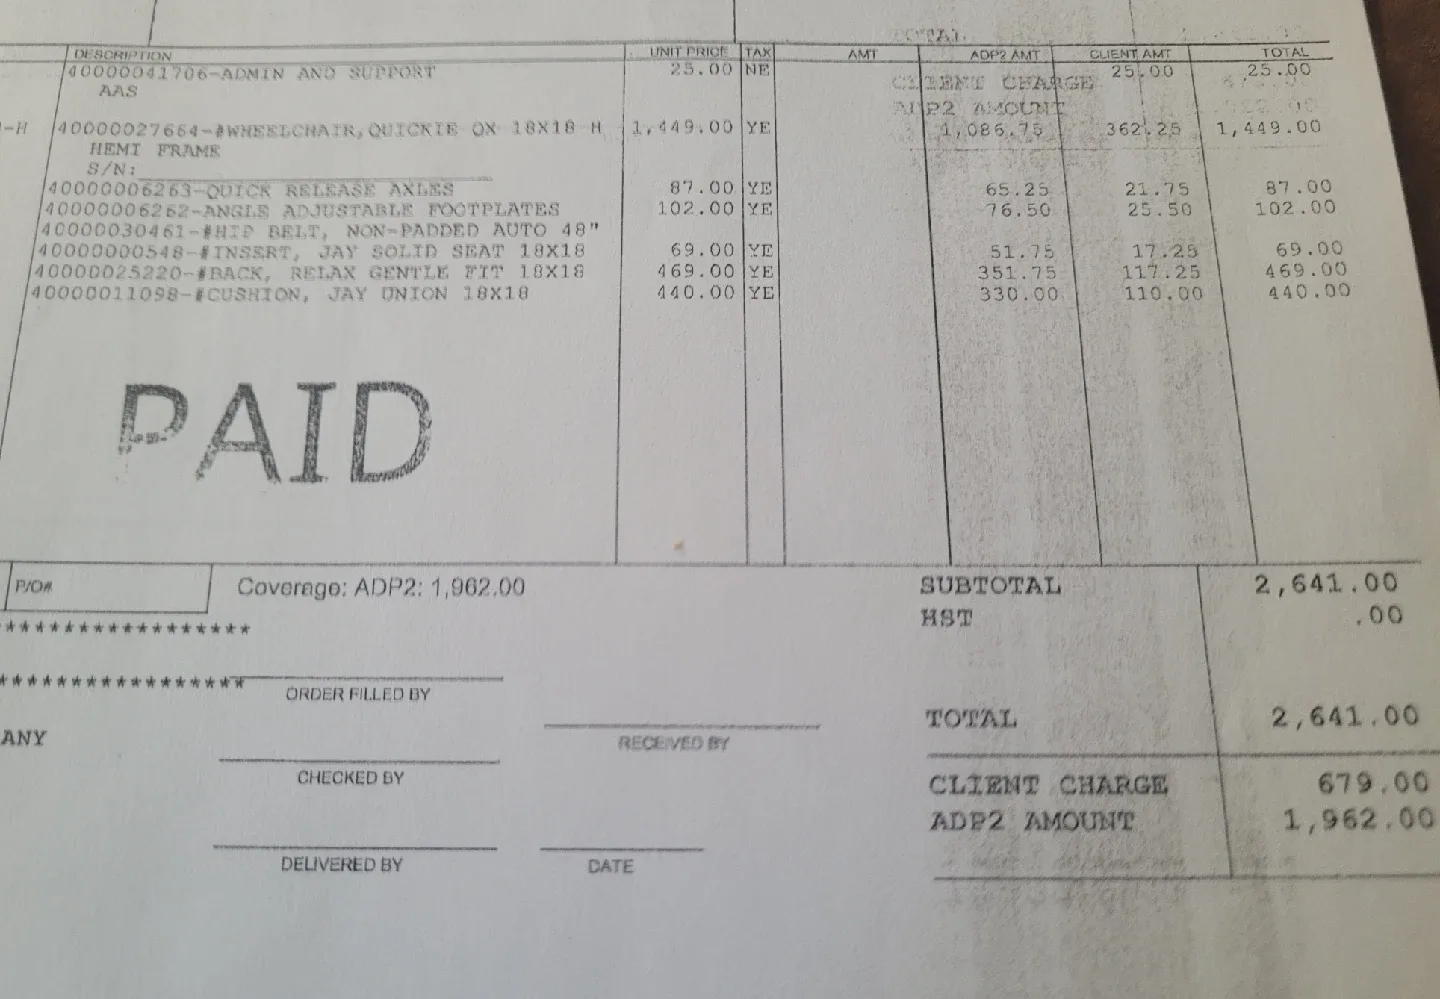 TOTAL
DESCRIPTION UNIT PRICE TAX AMT ADP2 AMT CLIENT AMT TOTAL
40000041706-ADMIN AND SUPPORT 25.00 NE 25.00 25.00
AAS
CLIENT CHARGE
ADP2 AMOUNT
-H 40000027664-#WHEELCHAIR,QUICKIE QX 18X18 H 1,449.00 YE 1,086.75 362.25 1,449.00
HEMI FRAME
S/N:
40000006263-QUICK RELEASE AXLES 87.00 YE 65.25 21.75 87.00
40000006262-ANGLE ADJUSTABLE FOOTPLATES 102.00 YE 76.50 25.50 102.00
40000030461-#HIP BELT, NON-PADDED AUTO 48"
40000000548-#INSERT, JAY SOLID SEAT 18X18 69.00 YE 51.75 17.25 69.00
40000025220-#BACK, RELAX GENTLE FIT 18X18 469.00 YE 351.75 117.25 469.00
40000011098-#CUSHION, JAY UNION 18X18 440.00 YE 330.00 110.00 440.00
PAID
P/O# Coverage: ADP2: 1,962.00 SUBTOTAL 2,641.00
HST .00
*****************
*****************
ORDER FILLED BY
TOTAL 2,641.00
ANY
RECEIVED BY
CHECKED BY
CLIENT CHARGE 679.00
ADP2 AMOUNT 1,962.00
DELIVERED BY DATE